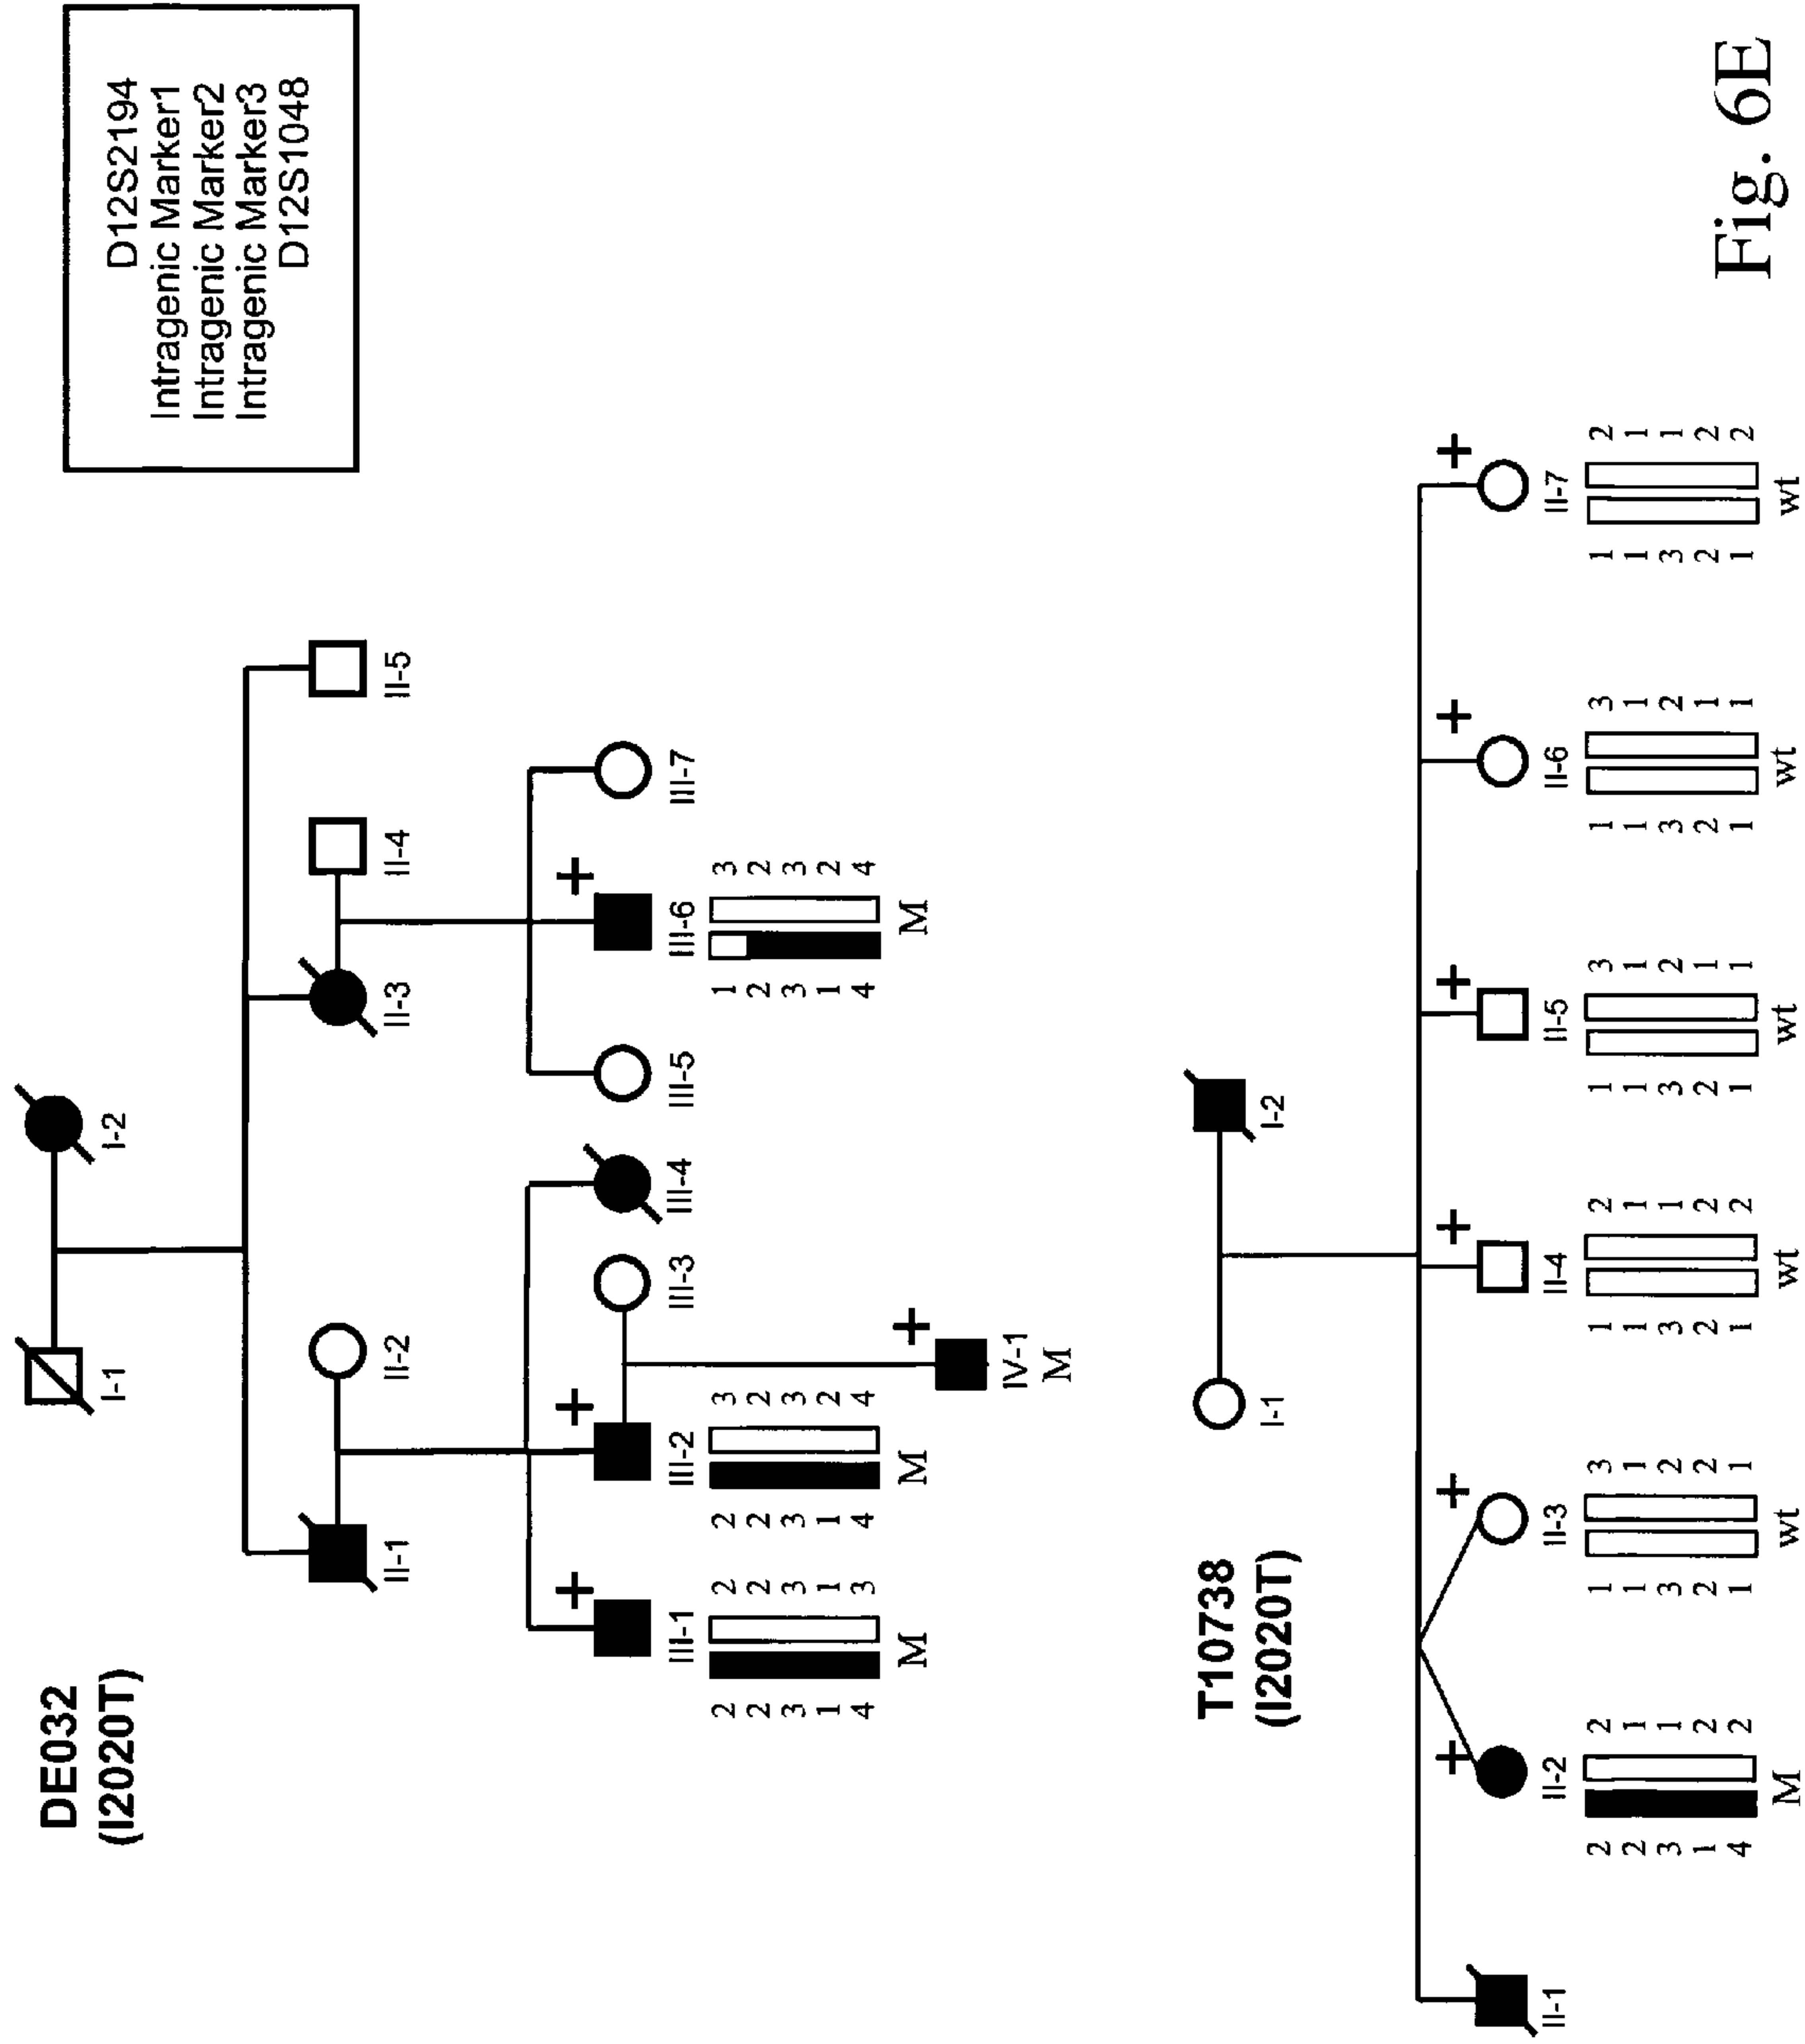 DE032
(I2020T)
D12S2194
Intragenic Marker1
Intragenic Marker2
Intragenic Marker3
D12S1048
I-1 I-2
II-1 II-2 II-3 II-4 II-5
+ + +
III-1 III-2 III-3 III-4 III-5 III-6 III-7
2 2 2 3 1 3
2 2 2 2 2 2
3 3 3 3 3 3
1 1 1 2 1 2
4 3 4 4 4 4
M M M
+
IV-1
M
T10738
(I2020T)
I-1 I-2
+ + + + + +
II-1 II-2 II-3 II-4 II-5 II-6 II-7
2 2 1 3 1 2 1 3 1 3 1 2
2 1 1 1 1 1 1 1 1 1 1 1
3 1 3 2 3 1 3 2 3 2 3 1
1 2 2 2 2 2 2 1 2 1 2 2
4 2 1 1 1 2 1 1 1 1 1 2
M wt wt wt wt wt
Fig. 6E